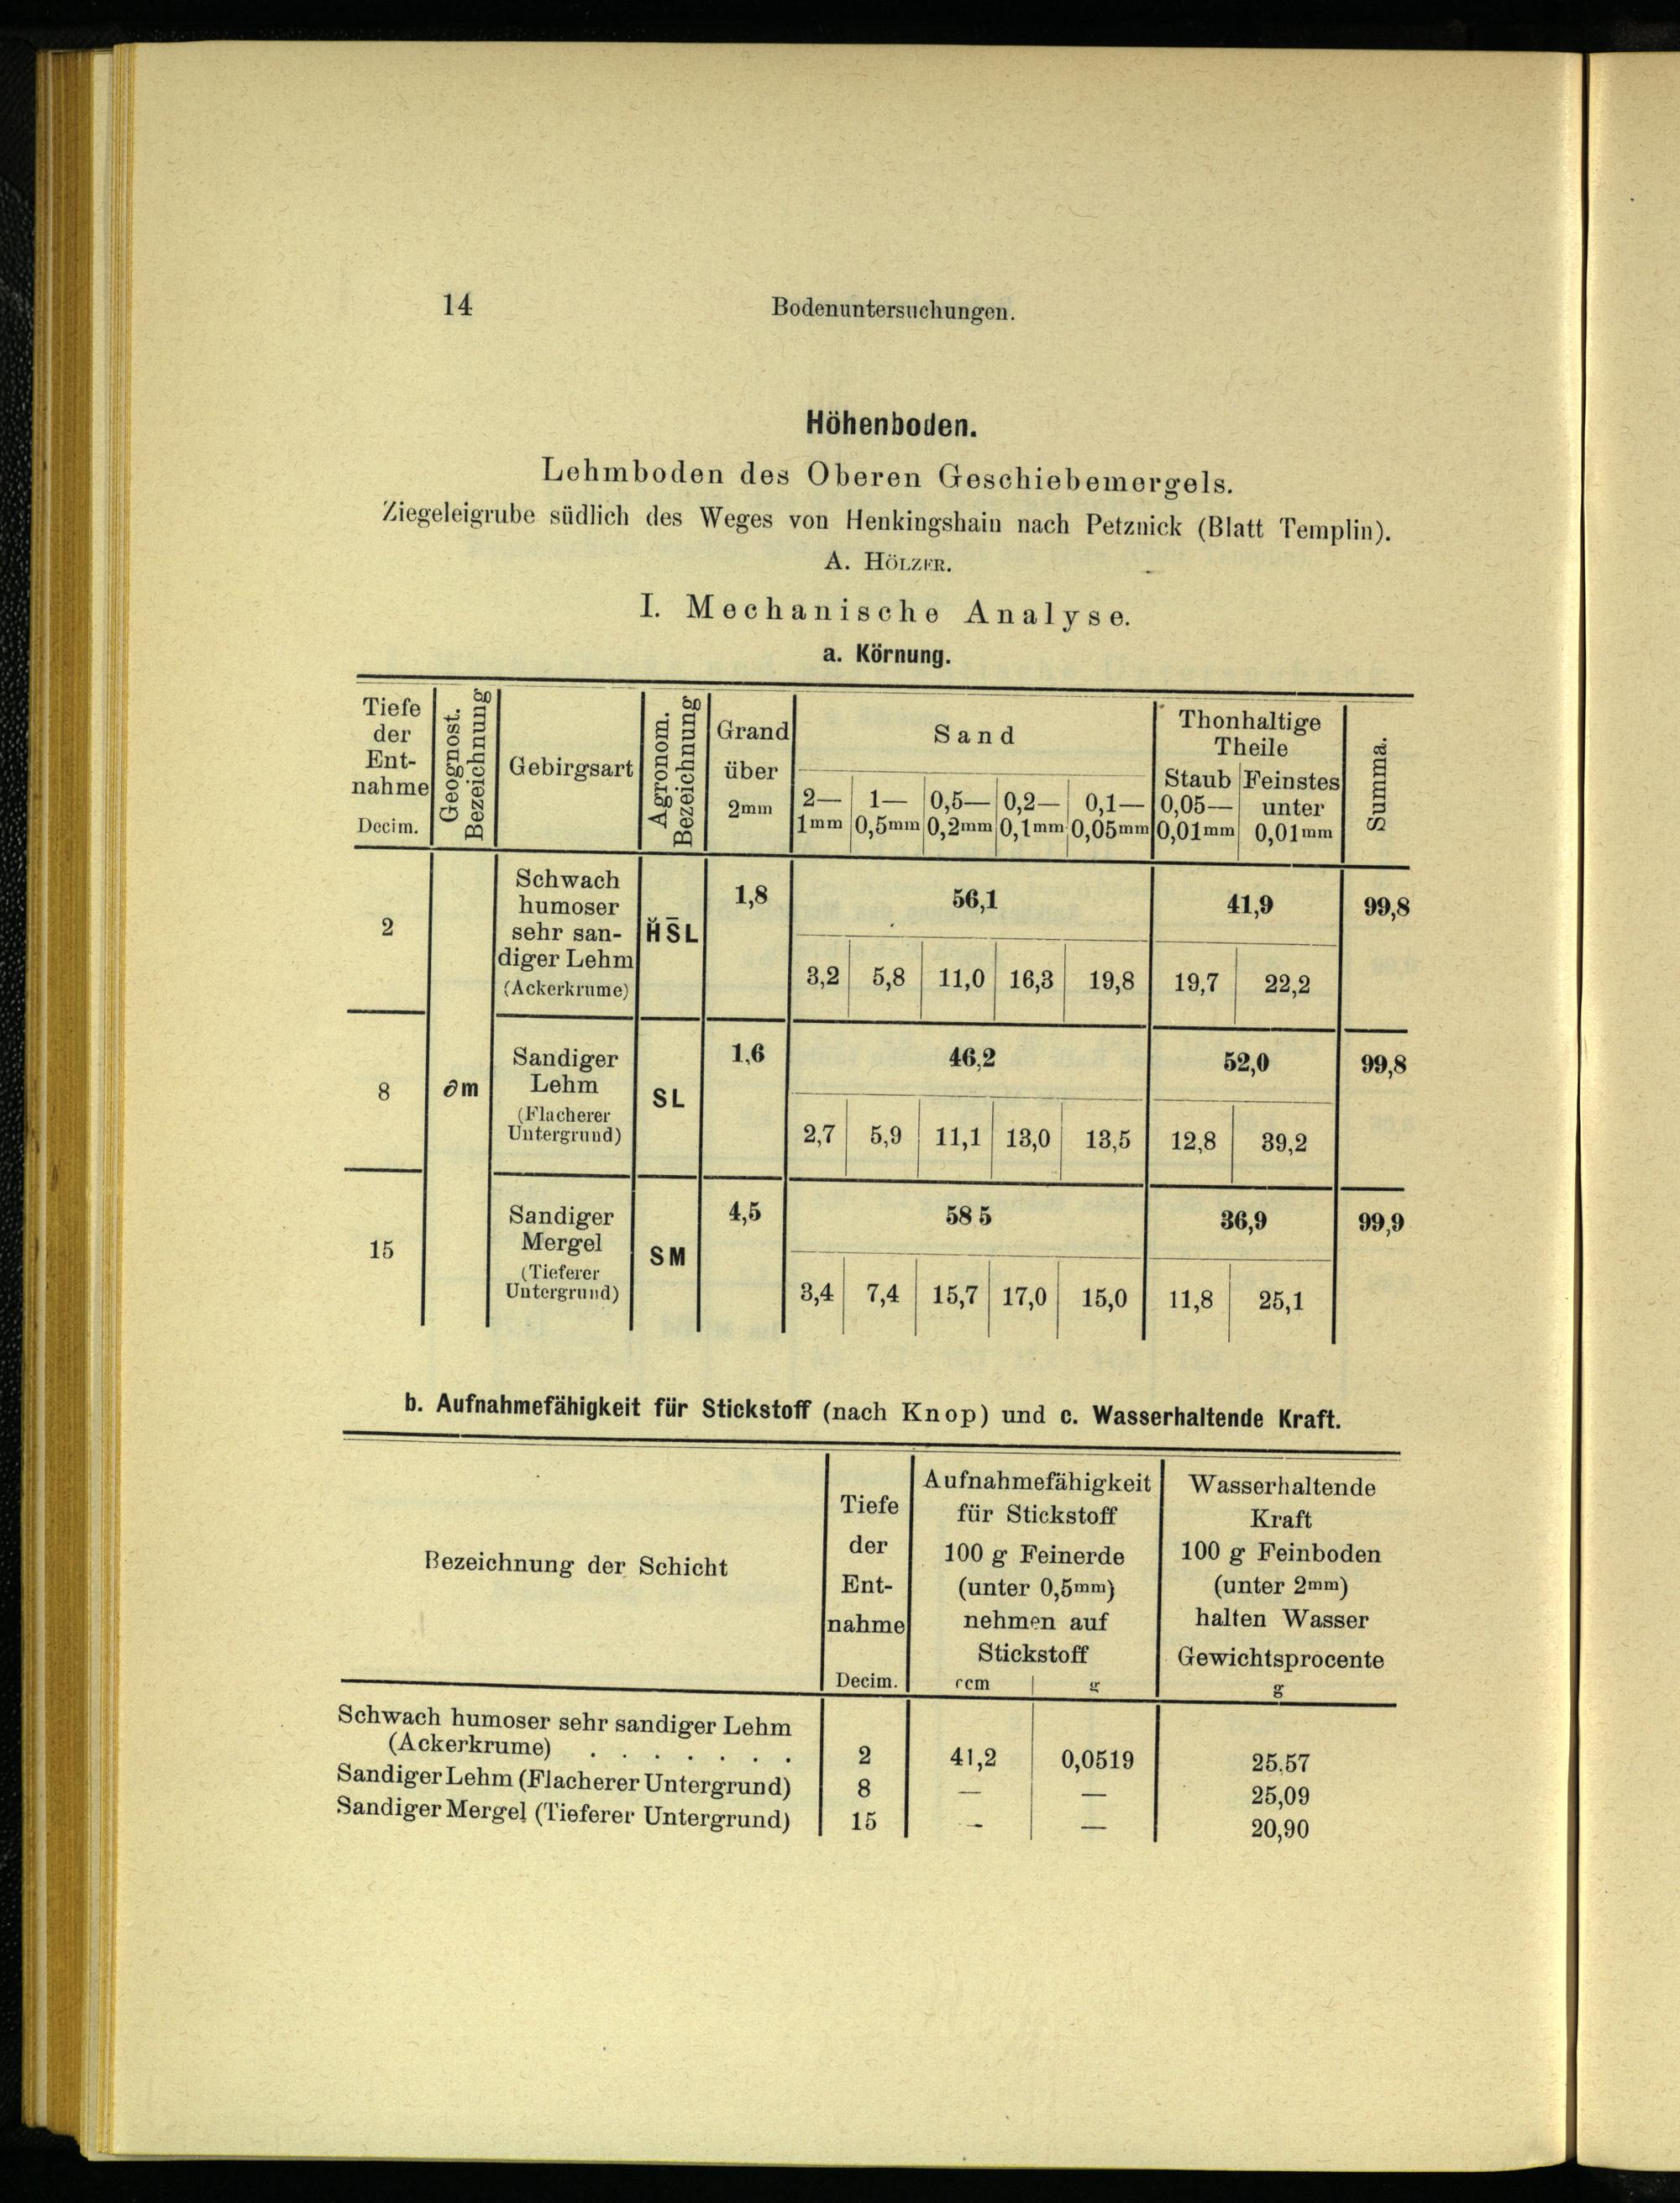 14
Bodenuntersuchungen.
Höhenboden.
Lehmboden des Oberen Geschiebemergels.
Ziegeleigrube südlich des Weges von Henkingshain nach Petznick (Blatt Templin).
A. HÖLZER.
I. Mechanische Analyse.
a. Körnung.
Tiefe der Ent- nahme Decim.
Geognost. Bezeichnung
Gebirgsart
Agronom. Bezeichnung
Grand über 2mm
Sand
2— 1mm
1— 0,5mm
0,5— 0,2mm
0,2— 0,1mm
0,1— 0,05mm
Thonhaltige Theile
Staub 0,05— 0,01mm
Feinstes unter 0,01mm
Summa.
2
Schwach
humoser
sehr san-
diger Lehm
(Ackerkrume)
H̆S̄L
1,8
56,1
41,9
99,8
3,2 5,8 11,0 16,3 19,8 19,7 22,2
8
∂m
Sandiger
Lehm
(Flacherer
Untergrund)
SL
1,6
46,2
52,0
99,8
2,7 5,9 11,1 13,0 13,5 12,8 39,2
15
Sandiger
Mergel
(Tieferer
Untergrund)
SM
4,5
58 5
36,9
99,9
3,4 7,4 15,7 17,0 15,0 11,8 25,1
b. Aufnahmefähigkeit für Stickstoff (nach Knop) und c. Wasserhaltende Kraft.
Bezeichnung der Schicht
Tiefe
der
Ent-
nahme
Decim.
Aufnahmefähigkeit
für Stickstoff
100 g Feinerde
(unter 0,5mm)
nehmen auf
Stickstoff
ccm g
Wasserhaltende
Kraft
100 g Feinboden
(unter 2mm)
halten Wasser
Gewichtsprocente
g
Schwach humoser sehr sandiger Lehm
(Ackerkrume) . . . . . . . 2 41,2 0,0519 25,57
Sandiger Lehm (Flacherer Untergrund) 8 — — 25,09
Sandiger Mergel (Tieferer Untergrund) 15 - — 20,90